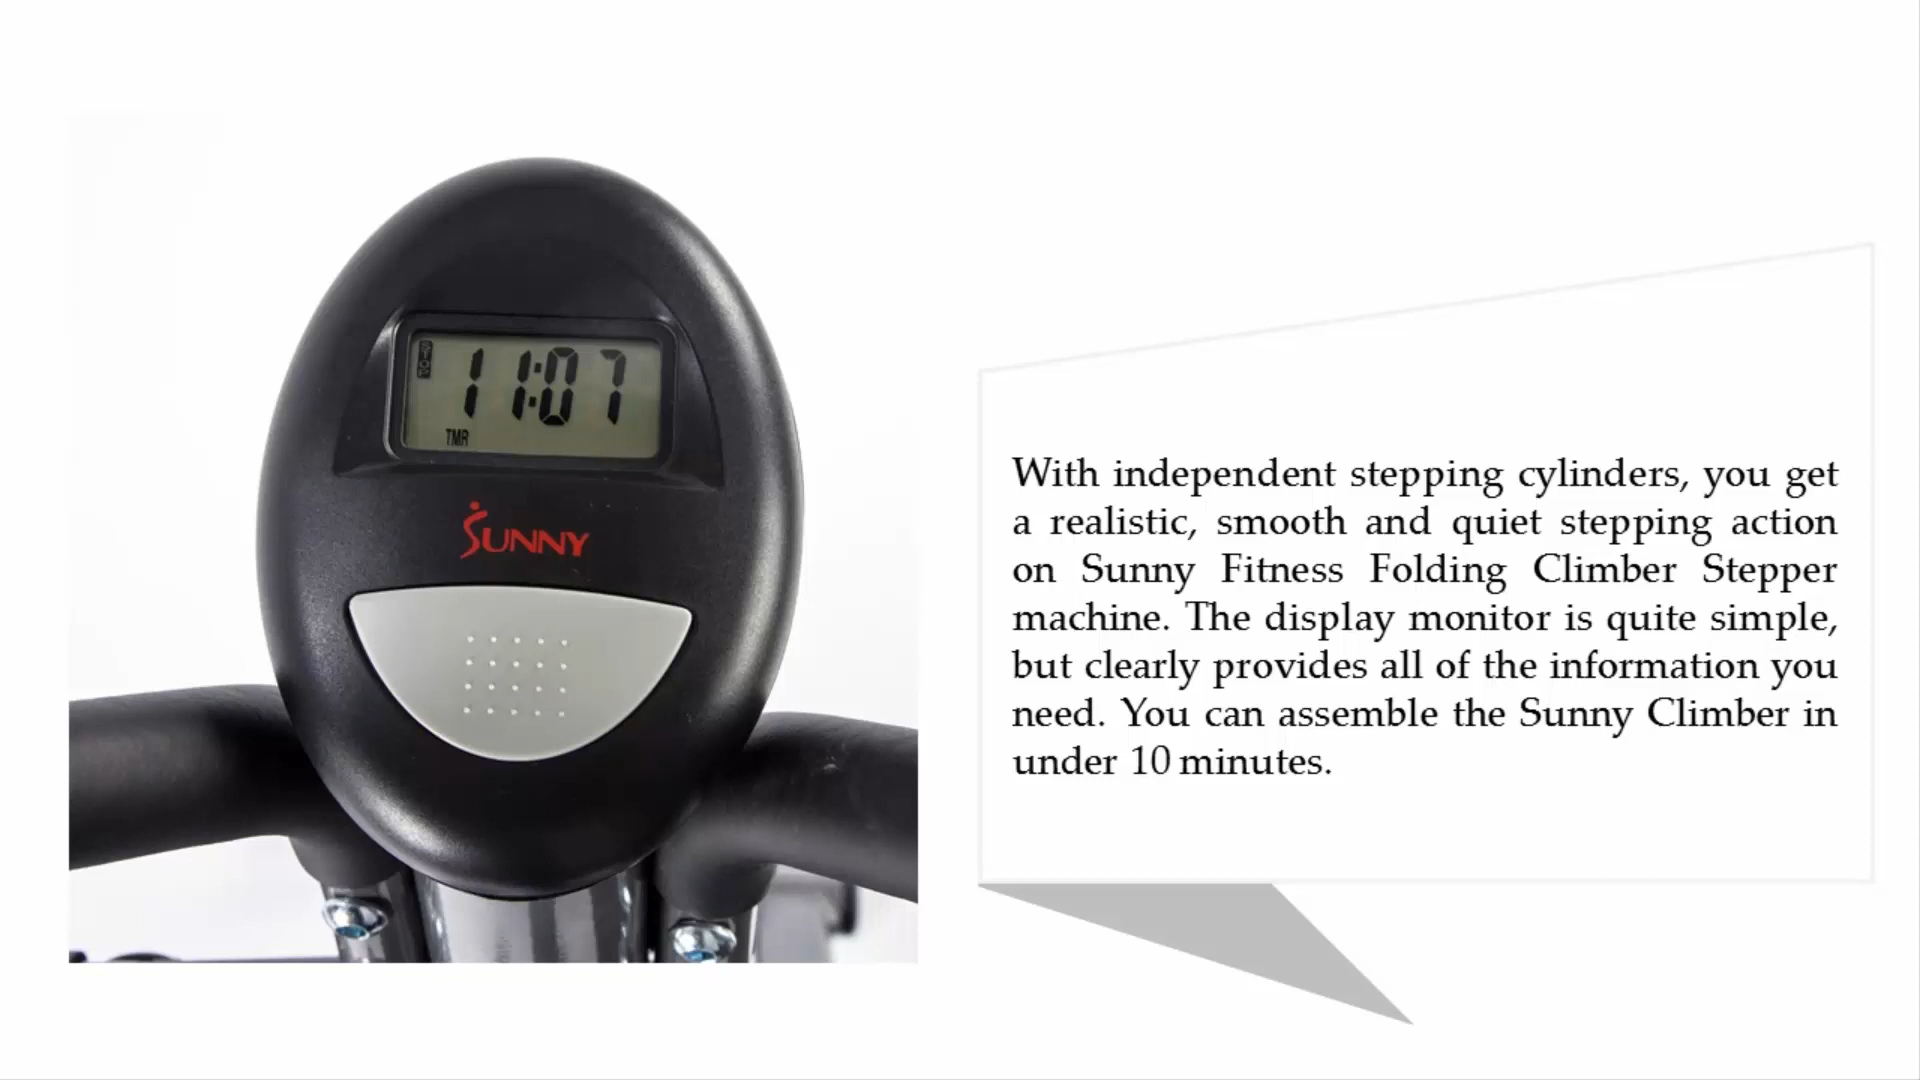 STOP
11:07
TMR
SUNNY
With independent stepping cylinders, you get
a realistic, smooth and quiet stepping action
on Sunny Fitness Folding Climber Stepper
machine. The display monitor is quite simple,
but clearly provides all of the information you
need. You can assemble the Sunny Climber in
under 10 minutes.